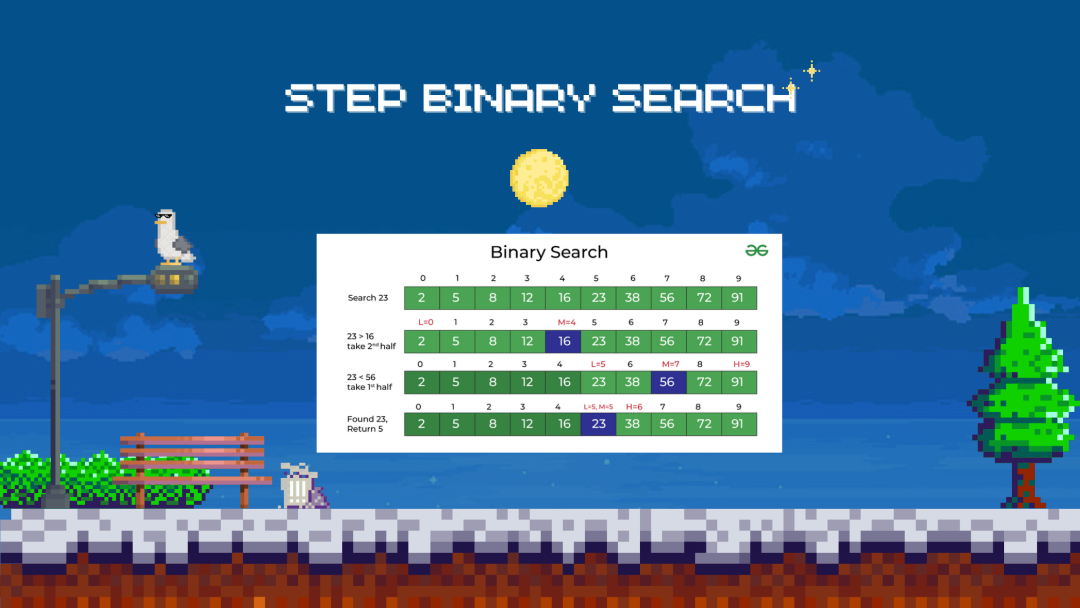 STEP BINARY SEARCH
Binary Search
0 1 2 3 4 5 6 7 8 9
Search 23 2 5 8 12 16 23 38 56 72 91
L=0 1 2 3 M=4 5 6 7 8 9
23 > 16
take 2nd half 2 5 8 12 16 23 38 56 72 91
0 1 2 3 4 L=5 6 M=7 8 H=9
23 < 56
take 1st half 2 5 8 12 16 23 38 56 72 91
0 1 2 3 4 L=5, M=5 H=6 7 8 9
Found 23,
Return 5 2 5 8 12 16 23 38 56 72 91